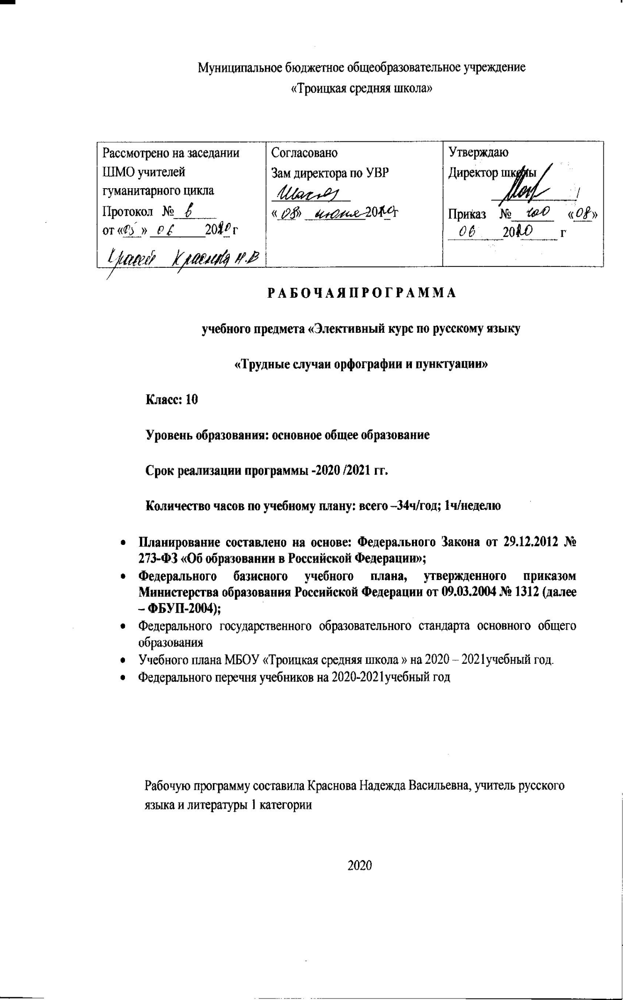 Муниципальное бюджетное общеобразовательное учреждение
«Троицкая средняя школа»
Рассмотрено на заседании
ШМО учителей
гуманитарного цикла
Протокол № 6
от «05» 06 2020 г
Краснова Н.В
Согласовано
Зам директора по УВР
«08» июня 2020г
Утверждаю
Директор школы
Приказ № 100 «08»
06 2020 г
Р А Б О Ч А Я П Р О Г Р А М М А
учебного предмета «Элективный курс по русскому языку
«Трудные случаи орфографии и пунктуации»
Класс: 10
Уровень образования: основное общее образование
Срок реализации программы -2020 /2021 гг.
Количество часов по учебному плану: всего –34ч/год; 1ч/неделю
• Планирование составлено на основе: Федерального Закона от 29.12.2012 №
273-ФЗ «Об образовании в Российской Федерации»;
• Федерального базисного учебного плана, утвержденного приказом
Министерства образования Российской Федерации от 09.03.2004 № 1312 (далее
– ФБУП-2004);
• Федерального государственного образовательного стандарта основного общего
образования
• Учебного плана МБОУ «Троицкая средняя школа » на 2020 – 2021учебный год.
• Федерального перечня учебников на 2020-2021учебный год
Рабочую программу составила Краснова Надежда Васильевна, учитель русского
языка и литературы 1 категории
2020